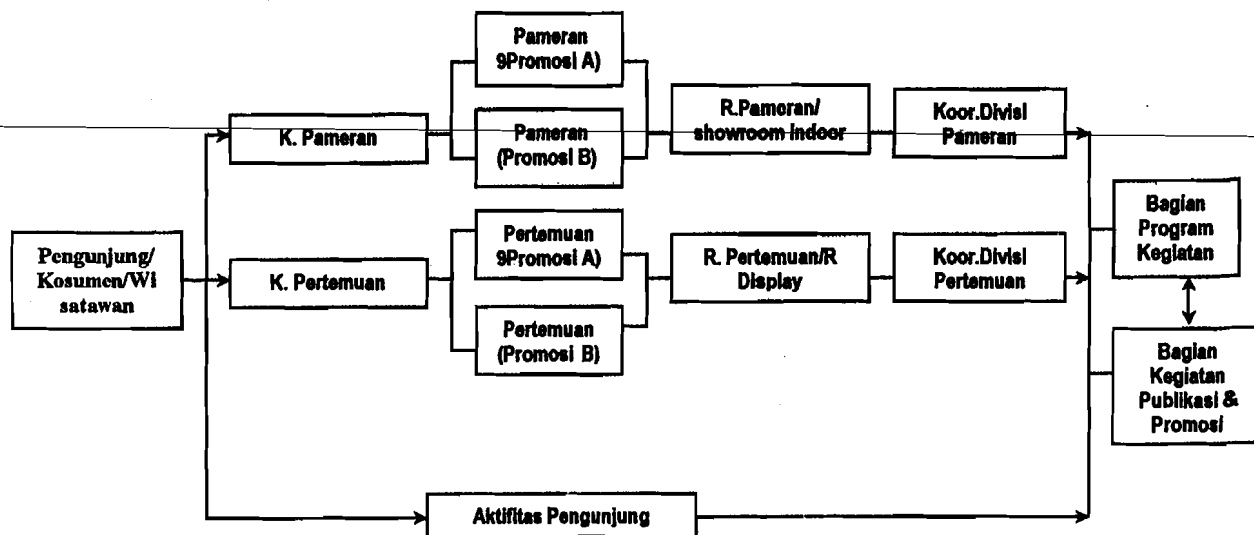 Pameran
9Promosi A)
K. Pameran
Pameran
(Promosi B)
R.Pameran/
showroom Indoor
Koor.Divisi
Pameran
Pengunjung/
Kosumen/Wi
satawan
K. Pertemuan
Pertemuan
9Promosi A)
Pertemuan
(Promosi B)
R. Pertemuan/R
Display
Koor.Divisi
Pertemuan
Bagian
Program
Kegiatan
Bagian
Kegiatan
Publikasi &
Promosi
Aktifitas Pengunjung